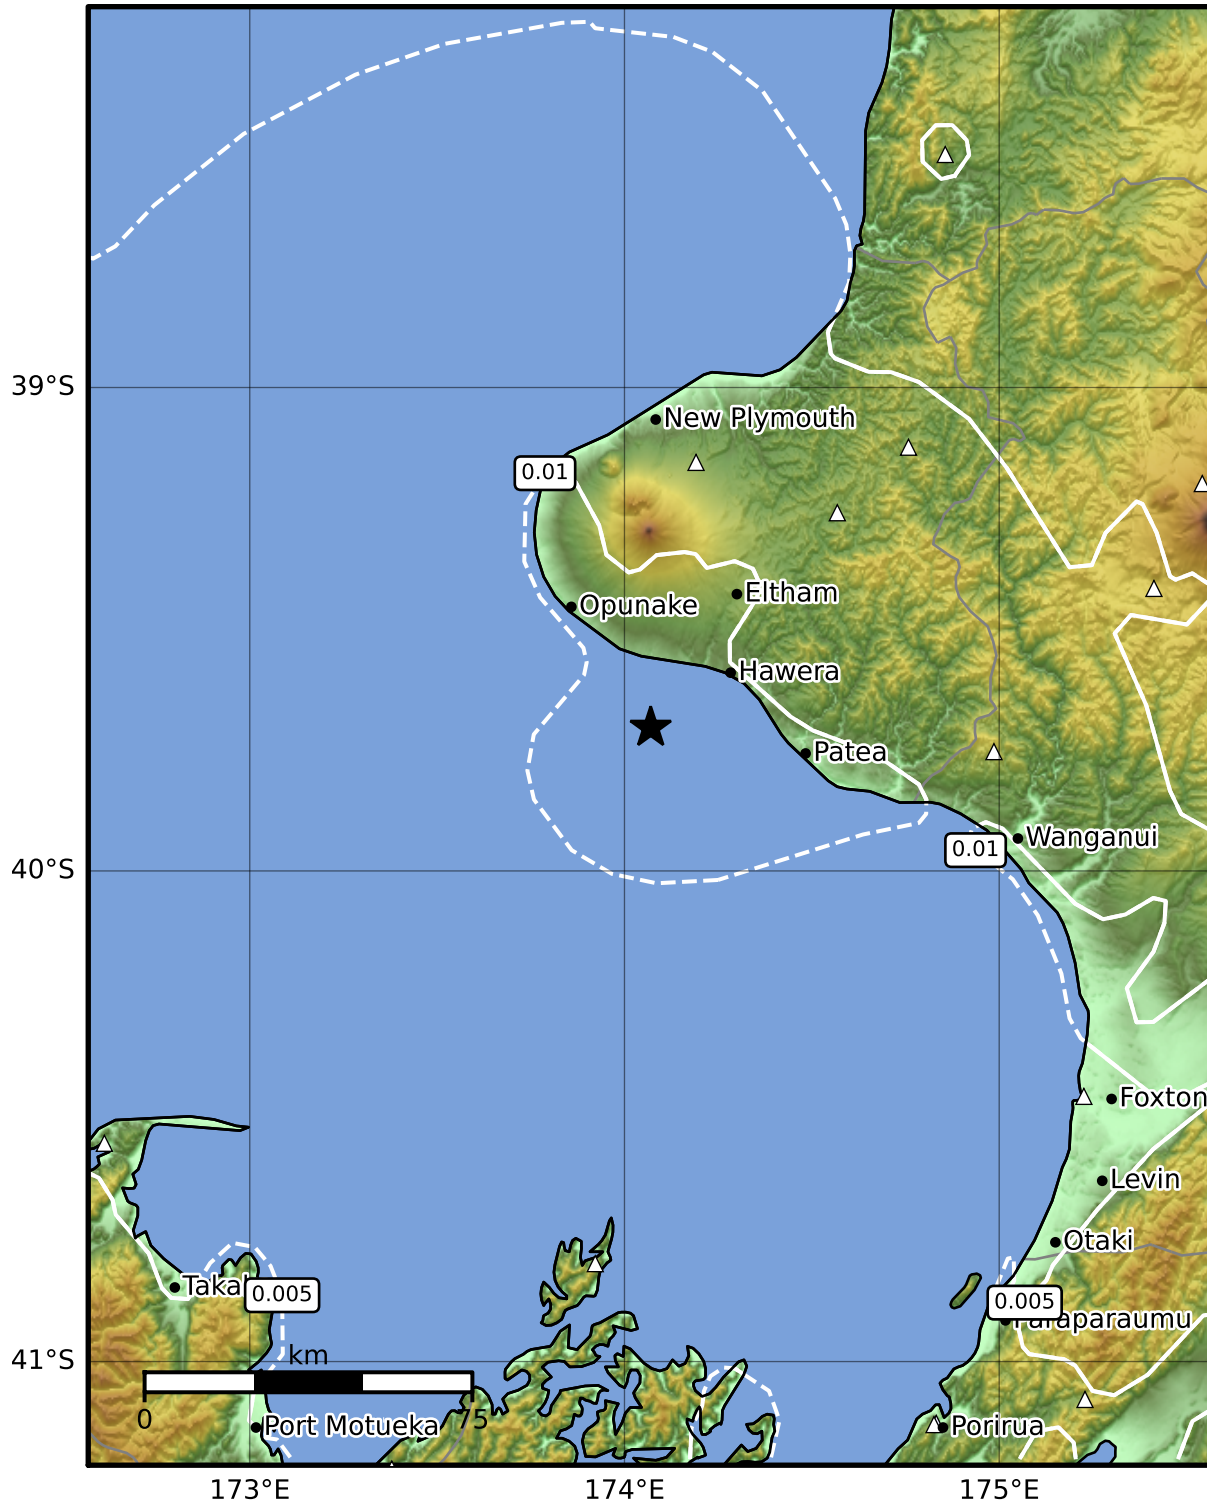 39°S
New Plymouth
0.01
Eltham
Opunake
Hawera
Patea
Wanganui
0.01
40°S
Foxton
Levin
Otaki
0.005
0.005
Paraparaumu
41°S
km
0
75
Port Motueka
Porirua
173°E
174°E
175°E